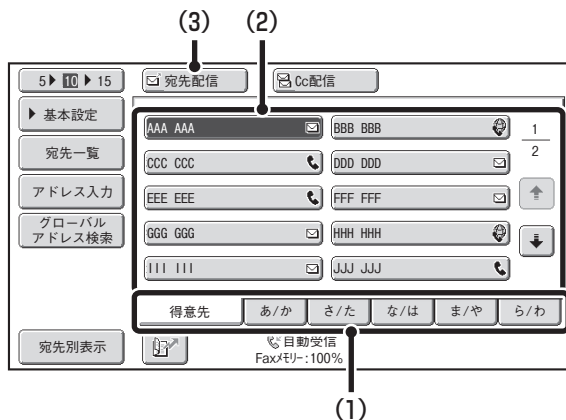 (3) (2)
5 10 15 宛先配信 Cc配信
基本設定
宛先一覧
アドレス入力
グローバル
アドレス検索
AAA AAA BBB BBB
CCC CCC DDD DDD
EEE EEE FFF FFF
GGG GGG HHH HHH
III III JJJ JJJ
1
2
得意先 あ/か さ/た な/は ま/や ら/わ
宛先別表示 自動受信
Faxメモリー:100%
(1)